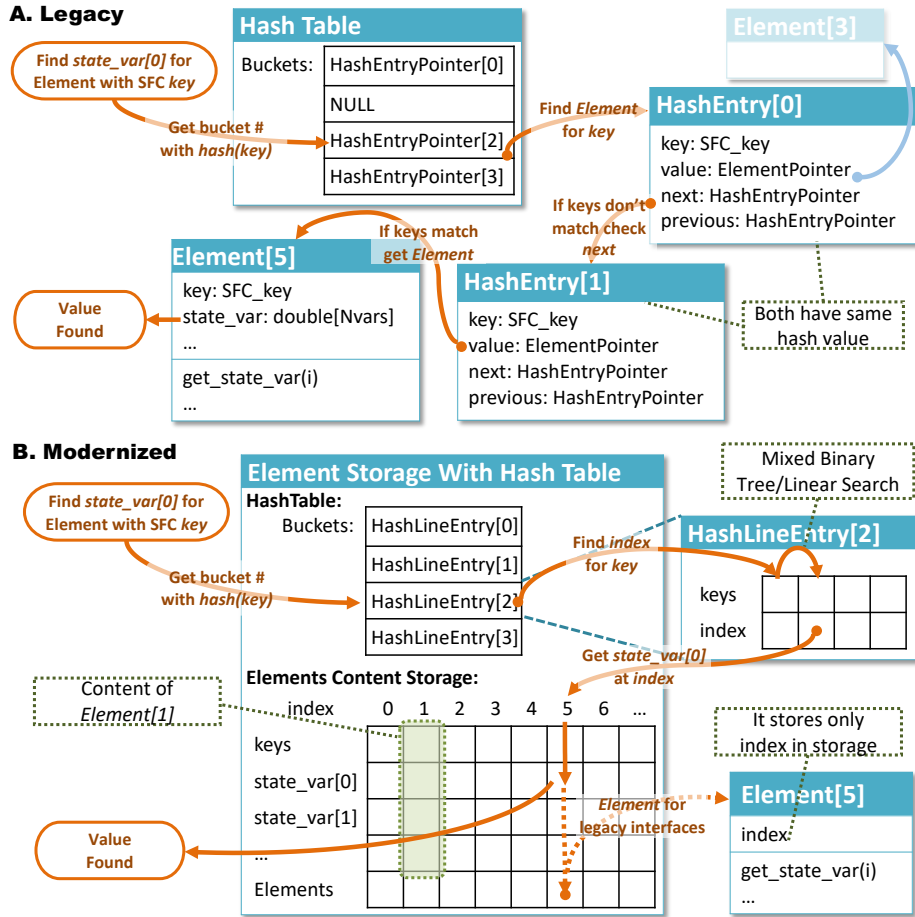 A. Legacy
Find state_var[0] for
Element with SFC key
Get bucket #
with hash(key)
Hash Table
Buckets:
HashEntryPointer[0]
NULL
HashEntryPointer[2]
HashEntryPointer[3]
Find Element
for key
Element[3]
HashEntry[0]
key: SFC_key
value: ElementPointer
next: HashEntryPointer
previous: HashEntryPointer
If keys don't
match check
next
If keys match
get Element
Element[5]
key: SFC_key
state_var: double[Nvars]
...
get_state_var(i)
...
Value
Found
HashEntry[1]
key: SFC_key
value: ElementPointer
next: HashEntryPointer
previous: HashEntryPointer
Both have same
hash value
B. Modernized
Find state_var[0] for
Element with SFC key
Get bucket #
with hash(key)
Element Storage With Hash Table
HashTable:
Buckets:
HashLineEntry[0]
HashLineEntry[1]
HashLineEntry[2]
HashLineEntry[3]
Find index
for key
Mixed Binary
Tree/Linear Search
HashLineEntry[2]
keys
index
Get state_var[0]
at index
Elements Content Storage:
index 0 1 2 3 4 5 6 ...
keys
state_var[0]
state_var[1]
...
Elements
Content of
Element[1]
Value
Found
Element for
legacy interfaces
It stores only
index in storage
Element[5]
index
get_state_var(i)
...